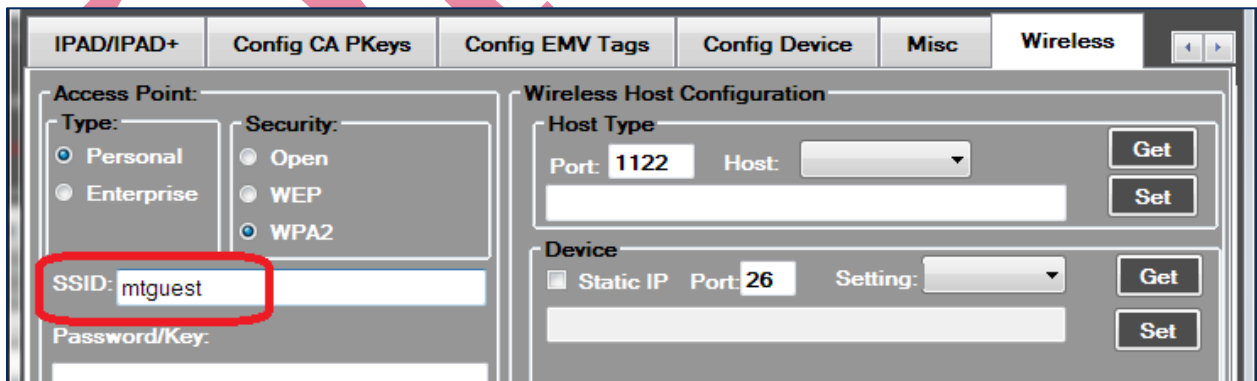 IPAD/IPAD+ Config CA PKeys Config EMV Tags Config Device Misc Wireless
Access Point:
Type:
Personal
Enterprise
Security:
Open
WEP
WPA2
SSID: mtguest
Password/Key:
Wireless Host Configuration
Host Type
Port: 1122 Host: Get
Set
Device
Static IP Port: 26 Setting: Get
Set